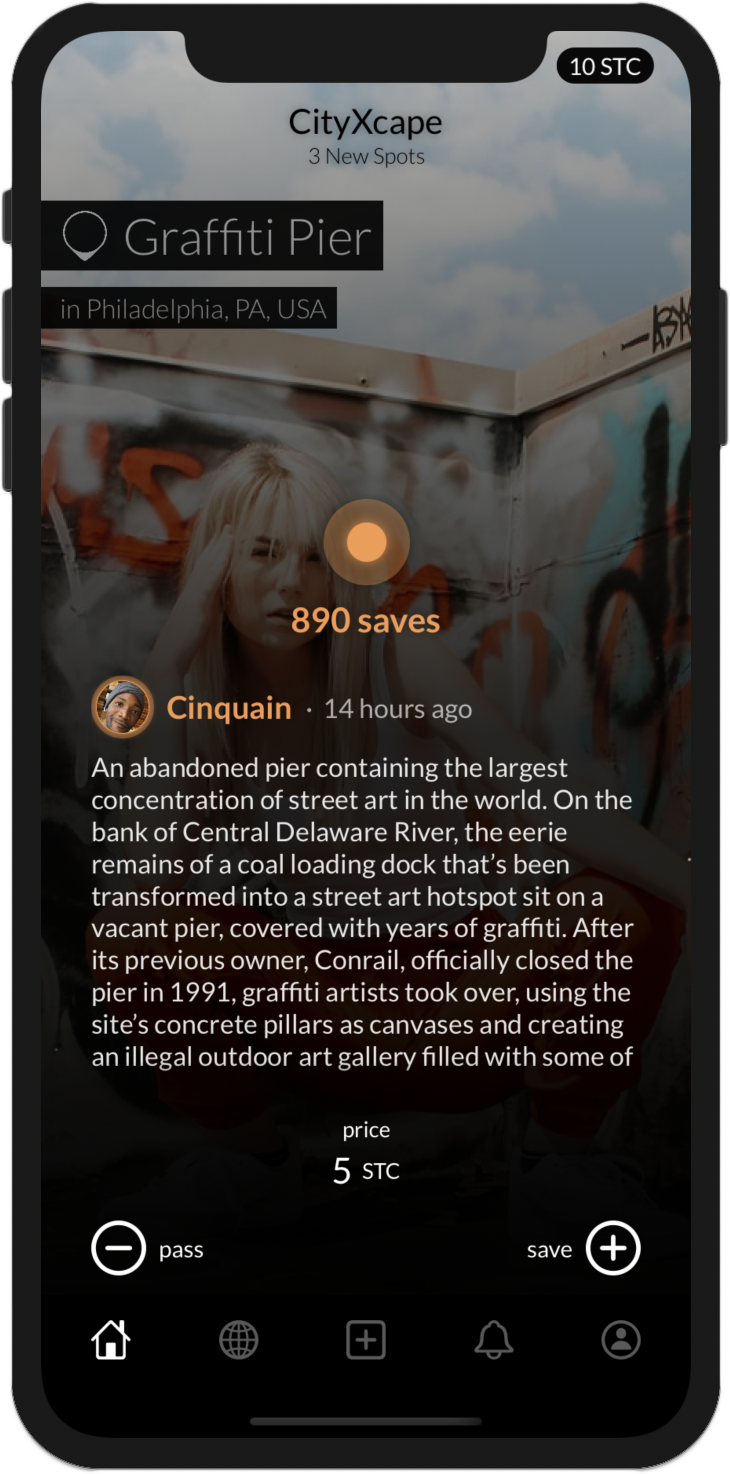 10 STC
CityXcape
3 New Spots
Graffiti Pier
in Philadelphia, PA, USA
890 saves
Cinquain · 14 hours ago
An abandoned pier containing the largest
concentration of street art in the world. On the
bank of Central Delaware River, the eerie
remains of a coal loading dock that’s been
transformed into a street art hotspot sit on a
vacant pier, covered with years of graffiti. After
its previous owner, Conrail, officially closed the
pier in 1991, graffiti artists took over, using the
site’s concrete pillars as canvases and creating
an illegal outdoor art gallery filled with some of
price
5 STC
pass
save